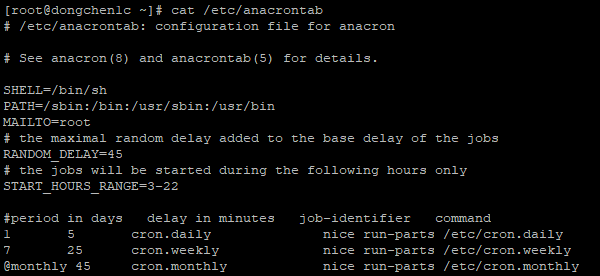 [root@dongchen1c ~]# cat /etc/anacrontab
# /etc/anacrontab: configuration file for anacron
# See anacron(8) and anacrontab(5) for details.
SHELL=/bin/sh
PATH=/sbin:/bin:/usr/sbin:/usr/bin
MAILTO=root
# the maximal random delay added to the base delay of the jobs
RANDOM_DELAY=45
# the jobs will be started during the following hours only
START_HOURS_RANGE=3-22
#period in days   delay in minutes   job-identifier   command
1       5       cron.daily              nice run-parts /etc/cron.daily
7       25      cron.weekly             nice run-parts /etc/cron.weekly
@monthly 45     cron.monthly            nice run-parts /etc/cron.monthly